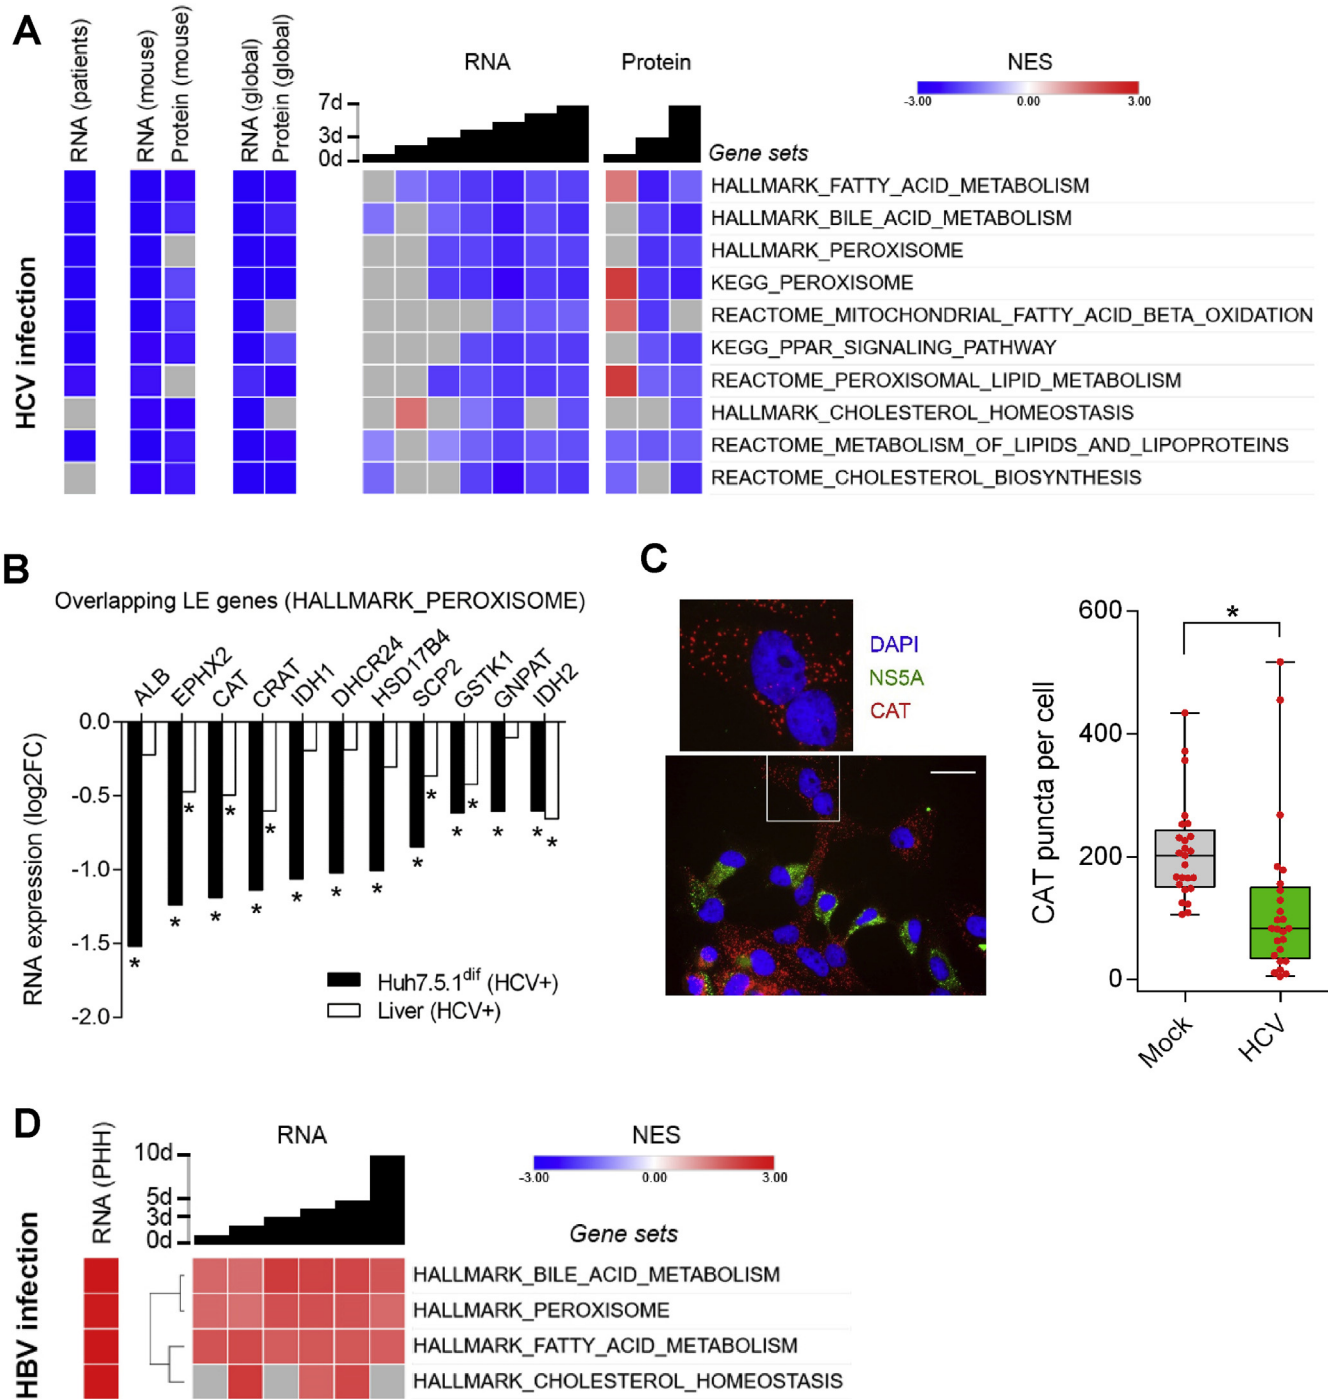 A
RNA (patients)
RNA (mouse)
Protein (mouse)
RNA (global)
Protein (global)
RNA
Protein
NES
-3.00 0.00 3.00
7d
3d
0d
Gene sets
HCV infection
HALLMARK_FATTY_ACID_METABOLISM
HALLMARK_BILE_ACID_METABOLISM
HALLMARK_PEROXISOME
KEGG_PEROXISOME
REACTOME_MITOCHONDRIAL_FATTY_ACID_BETA_OXIDATION
KEGG_PPAR_SIGNALING_PATHWAY
REACTOME_PEROXISOMAL_LIPID_METABOLISM
HALLMARK_CHOLESTEROL_HOMEOSTASIS
REACTOME_METABOLISM_OF_LIPIDS_AND_LIPOPROTEINS
REACTOME_CHOLESTEROL_BIOSYNTHESIS
B
Overlapping LE genes (HALLMARK_PEROXISOME)
ALB
EPHX2
CAT
CRAT
IDH1
DHCR24
HSD17B4
SCP2
GSTK1
GNPAT
IDH2
RNA expression (log2FC)
0.0
-0.5
-1.0
-1.5
-2.0
* * * * * * * * * * * * * * * * *
Huh7.5.1dif (HCV+)
Liver (HCV+)
C
DAPI
NS5A
CAT
CAT puncta per cell
600
400
200
0
*
Mock
HCV
D
HBV infection
RNA (PHH)
RNA
10d
5d
3d
0d
NES
-3.00 0.00 3.00
Gene sets
HALLMARK_BILE_ACID_METABOLISM
HALLMARK_PEROXISOME
HALLMARK_FATTY_ACID_METABOLISM
HALLMARK_CHOLESTEROL_HOMEOSTASIS